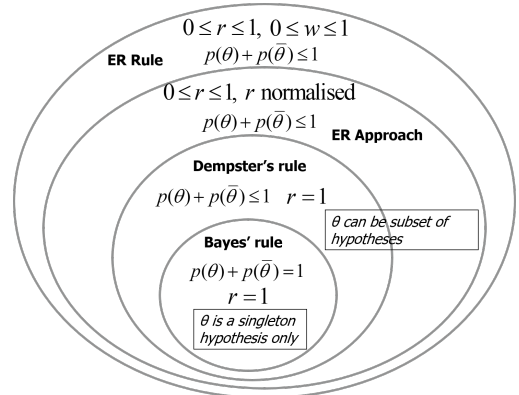 0 ≤ r ≤ 1, 0 ≤ w ≤ 1
p(θ) + p(θ̅) ≤ 1
ER Rule
0 ≤ r ≤ 1, r normalised
p(θ) + p(θ̅) ≤ 1
ER Approach
Dempster's rule
p(θ) + p(θ̅) ≤ 1 r = 1
θ can be subset of
hypotheses
Bayes' rule
p(θ) + p(θ̅) = 1
r = 1
θ is a singleton
hypothesis only